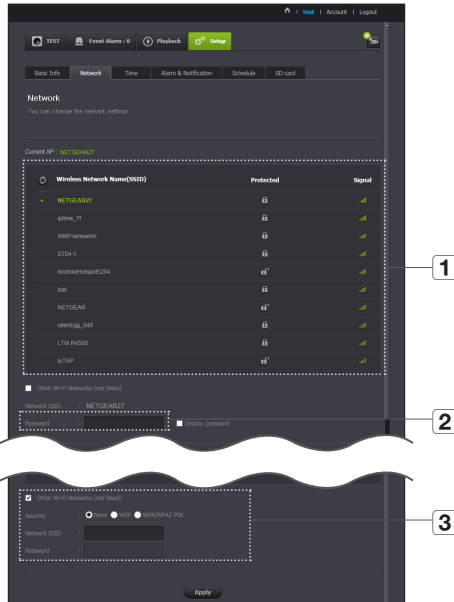 test | Account | Logout
TEST Event Alarm : 0 Playback Setup
Basic Info Network Time Alarm & Notification Schedule SD card
Network
You can change the network settings.
Current AP : NETGEAR27
Wireless Network Name(SSID) Protected Signal
NETGEAR27
iptime_7f
WMFramework
D704-1
AndroidHotspot5294
bas
NETGEAR
ollehEgg_040
LTM R4500
IoTAP
1
Other Wi-Fi Networks (not listed)
Network SSID : NETGEAR27
Password : Display password
2
Other Wi-Fi Networks (not listed)
Security : None WEP WPA/WPA2 PSK
Network SSID :
Password :
3
Apply